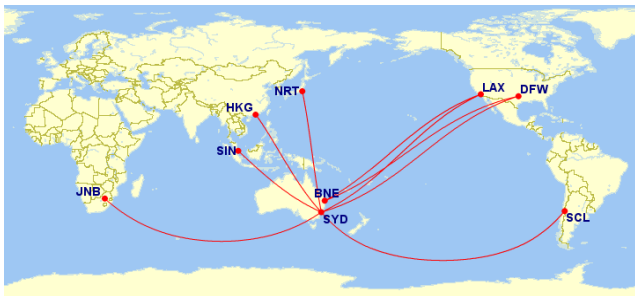 LAX
DFW
NRT
HKG
SIN
JNB
BNE
SYD
SCL